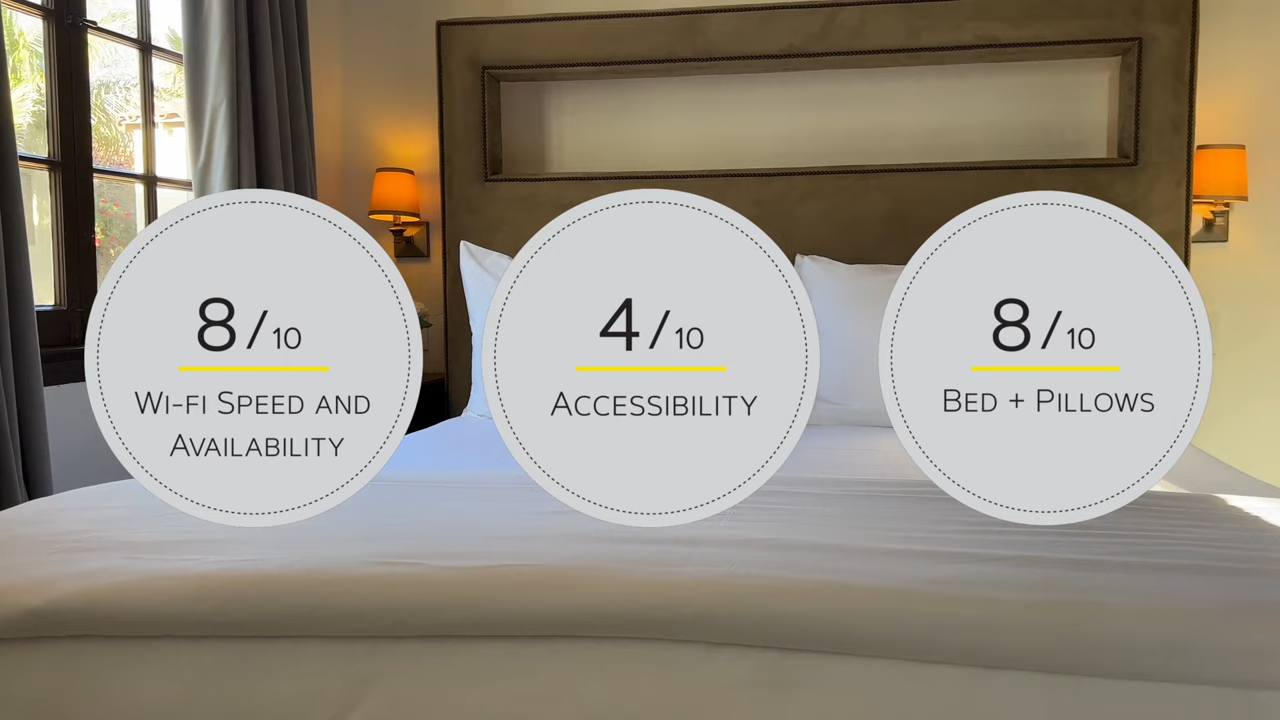 8/10
Wi-fi Speed and
Availability
4/10
Accessibility
8/10
Bed + Pillows